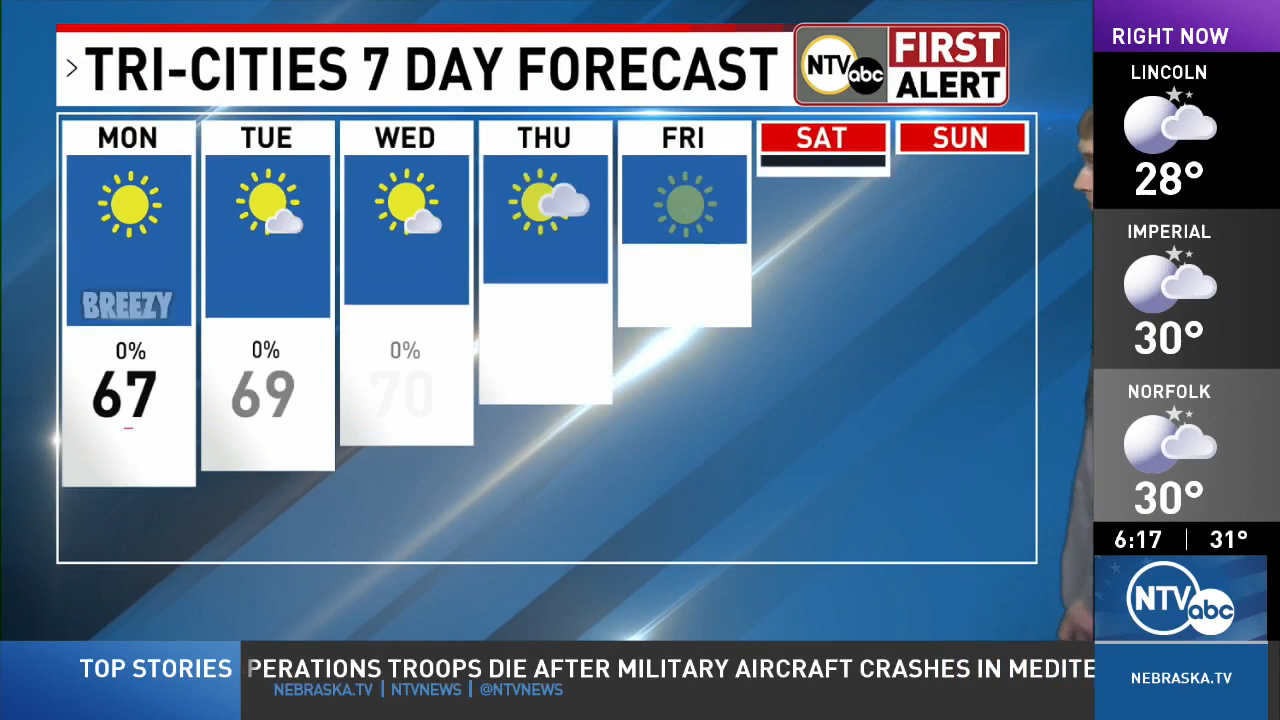 TRI-CITIES 7 DAY FORECAST
NTV abc
FIRST
ALERT
MON TUE WED THU FRI SAT SUN
BREEZY
0% 0% 0%
67 69 70
RIGHT NOW
LINCOLN
28°
IMPERIAL
30°
NORFOLK
30°
6:17 31°
NTV abc
NEBRASKA.TV
TOP STORIES
PERATIONS TROOPS DIE AFTER MILITARY AIRCRAFT CRASHES IN MEDITE
NEBRASKA.TV | NTVNEWS | @NTVNEWS